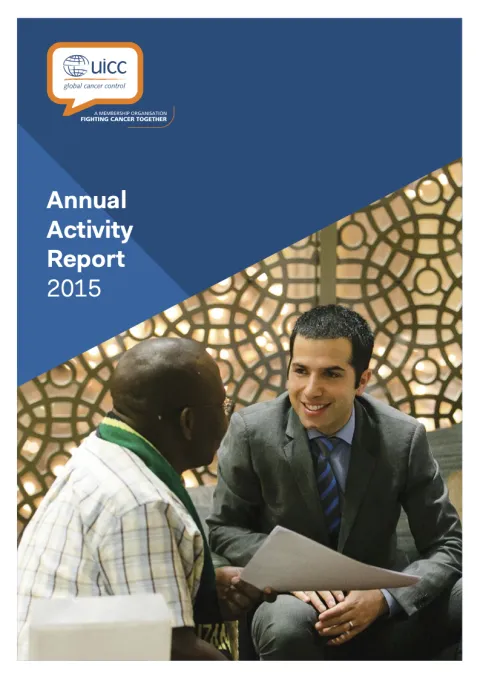 uicc
global cancer control
A MEMBERSHIP ORGANISATION
FIGHTING CANCER TOGETHER
Annual
Activity
Report
2015